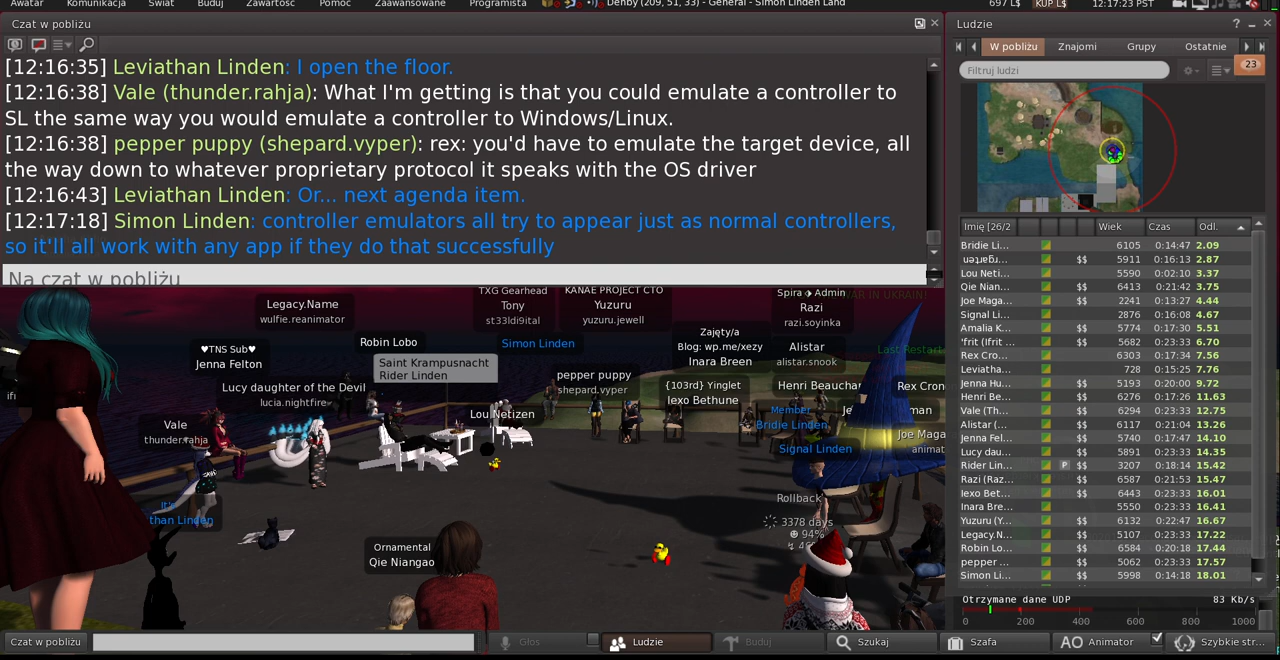 Awatar Komunikacja Świat Buduj Zawartość Pomoc Zaawansowane Programista
Denby (209, 51, 33) - General - Simon Linden Land
697 L$ KUP L$ 12:17:23 PST
Czat w pobliżu
[12:16:35] Leviathan Linden: I open the floor.
[12:16:38] Vale (thunder.rahja): What I'm getting is that you could emulate a controller to
SL the same way you would emulate a controller to Windows/Linux.
[12:16:38] pepper puppy (shepard.vyper): rex: you'd have to emulate the target device, all
the way down to whatever proprietary protocol it speaks with the OS driver
[12:16:43] Leviathan Linden: Or... next agenda item.
[12:17:18] Simon Linden: controller emulators all try to appear just as normal controllers,
so it'll all work with any app if they do that successfully
Na czat w pobliżu
Legacy.Name
wulfie.reanimator
TXG Gearhead
Tony
st33ldi9ital
KANAE PROJECT CTO
Yuzuru
yuzuru.jewell
Spira ⬗ Admin
Razi
razi.soyinka
WAR IN UKRAIN!
♥TNS Sub♥
Jenna Felton
Robin Lobo
Simon Linden
Saint Krampusnacht
Rider Linden
Zajęty/a
Blog: wp.me/xezy
Inara Breen
Alistar
alistar.snook
Last Restart
ifi
Lucy daughter of the Devil
lucia.nightfire
pepper puppy
shepard.vyper
{103rd} Yinglet
Iexo Bethune
Henri Beauchar
Rex Cron
Vale
thunder.rahja
Lou Netizen
Member
Bridie Linden
Je
man
Signal Linden
Joe Maga
animat
It's
than Linden
Rollback
3378 days
94%
Ornamental
Qie Niangao
Ludzie
? _ ×
W pobliżu Znajomi Grupy Ostatnie
Filtruj ludzi
23
Imię [26/2 Wiek Czas Odl.
Bridie Li... 6105 0:14:47 2.09
uɐɹɟɐɓu... $$ 5911 0:16:13 2.87
Lou Neti... 5590 0:02:10 3.37
Qie Nian... $$ 6413 0:21:42 3.75
Joe Maga... $$ 2241 0:13:27 4.44
Signal Li... 2876 0:16:08 4.67
Amalia K... $$ 5774 0:17:30 5.51
'frit (Ifrit ... $$ 5682 0:23:33 6.70
Rex Cro... 6303 0:17:34 7.56
Leviatha... 728 0:15:25 7.76
Jenna Hu... $$ 5193 0:20:00 9.72
Henri Be... $$ 6276 0:17:26 11.63
Vale (Th... $$ 6294 0:23:33 12.75
Alistar (... $$ 6117 0:21:04 13.26
Jenna Fel... $$ 5740 0:17:47 14.10
Lucy dau... $$ 5891 0:23:33 14.35
Rider Lin... P $$ 3207 0:18:14 15.42
Razi (Raz... $$ 6587 0:21:53 15.47
Iexo Bet... $$ 6443 0:23:33 16.01
Inara Bre... 5550 0:23:33 16.41
Yuzuru (Y... $$ 6132 0:22:47 16.67
Legacy.N... $$ 5107 0:23:33 17.22
Robin Lo... $$ 6584 0:20:18 17.44
pepper ... $$ 5062 0:23:33 17.57
Simon Li... $$ 5998 0:14:18 18.01
Otrzymane dane UDP 83 Kb/s
0 200 400 600 800 1000
Czat w pobliżu Głos Ludzie Buduj Szukaj Szafa AO Animator Szybkie str...